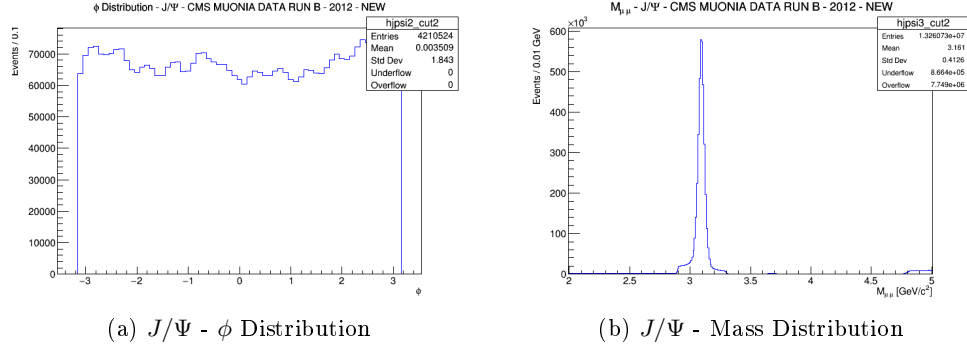 ϕ Distribution - J/Ψ - CMS MUONIA DATA RUN B - 2012 - NEW
hjpsi2_cut2
Entries 4210524
Mean 0.003509
Std Dev 1.843
Underflow 0
Overflow 0
Events / 0.1
70000
60000
50000
40000
30000
20000
10000
0
−3 −2 −1 0 1 2 3
ϕ
(a) J/Ψ - ϕ Distribution
M_μμ - J/Ψ - CMS MUONIA DATA RUN B - 2012 - NEW
hjpsi3_cut2
Entries 1.326073e+07
Mean 3.161
Std Dev 0.4126
Underflow 8.664e+05
Overflow 7.749e+06
×10³
Events / 0.01 GeV
600
500
400
300
200
100
0
2 2.5 3 3.5 4 4.5 5
M_μμ [GeV/c²]
(b) J/Ψ - Mass Distribution